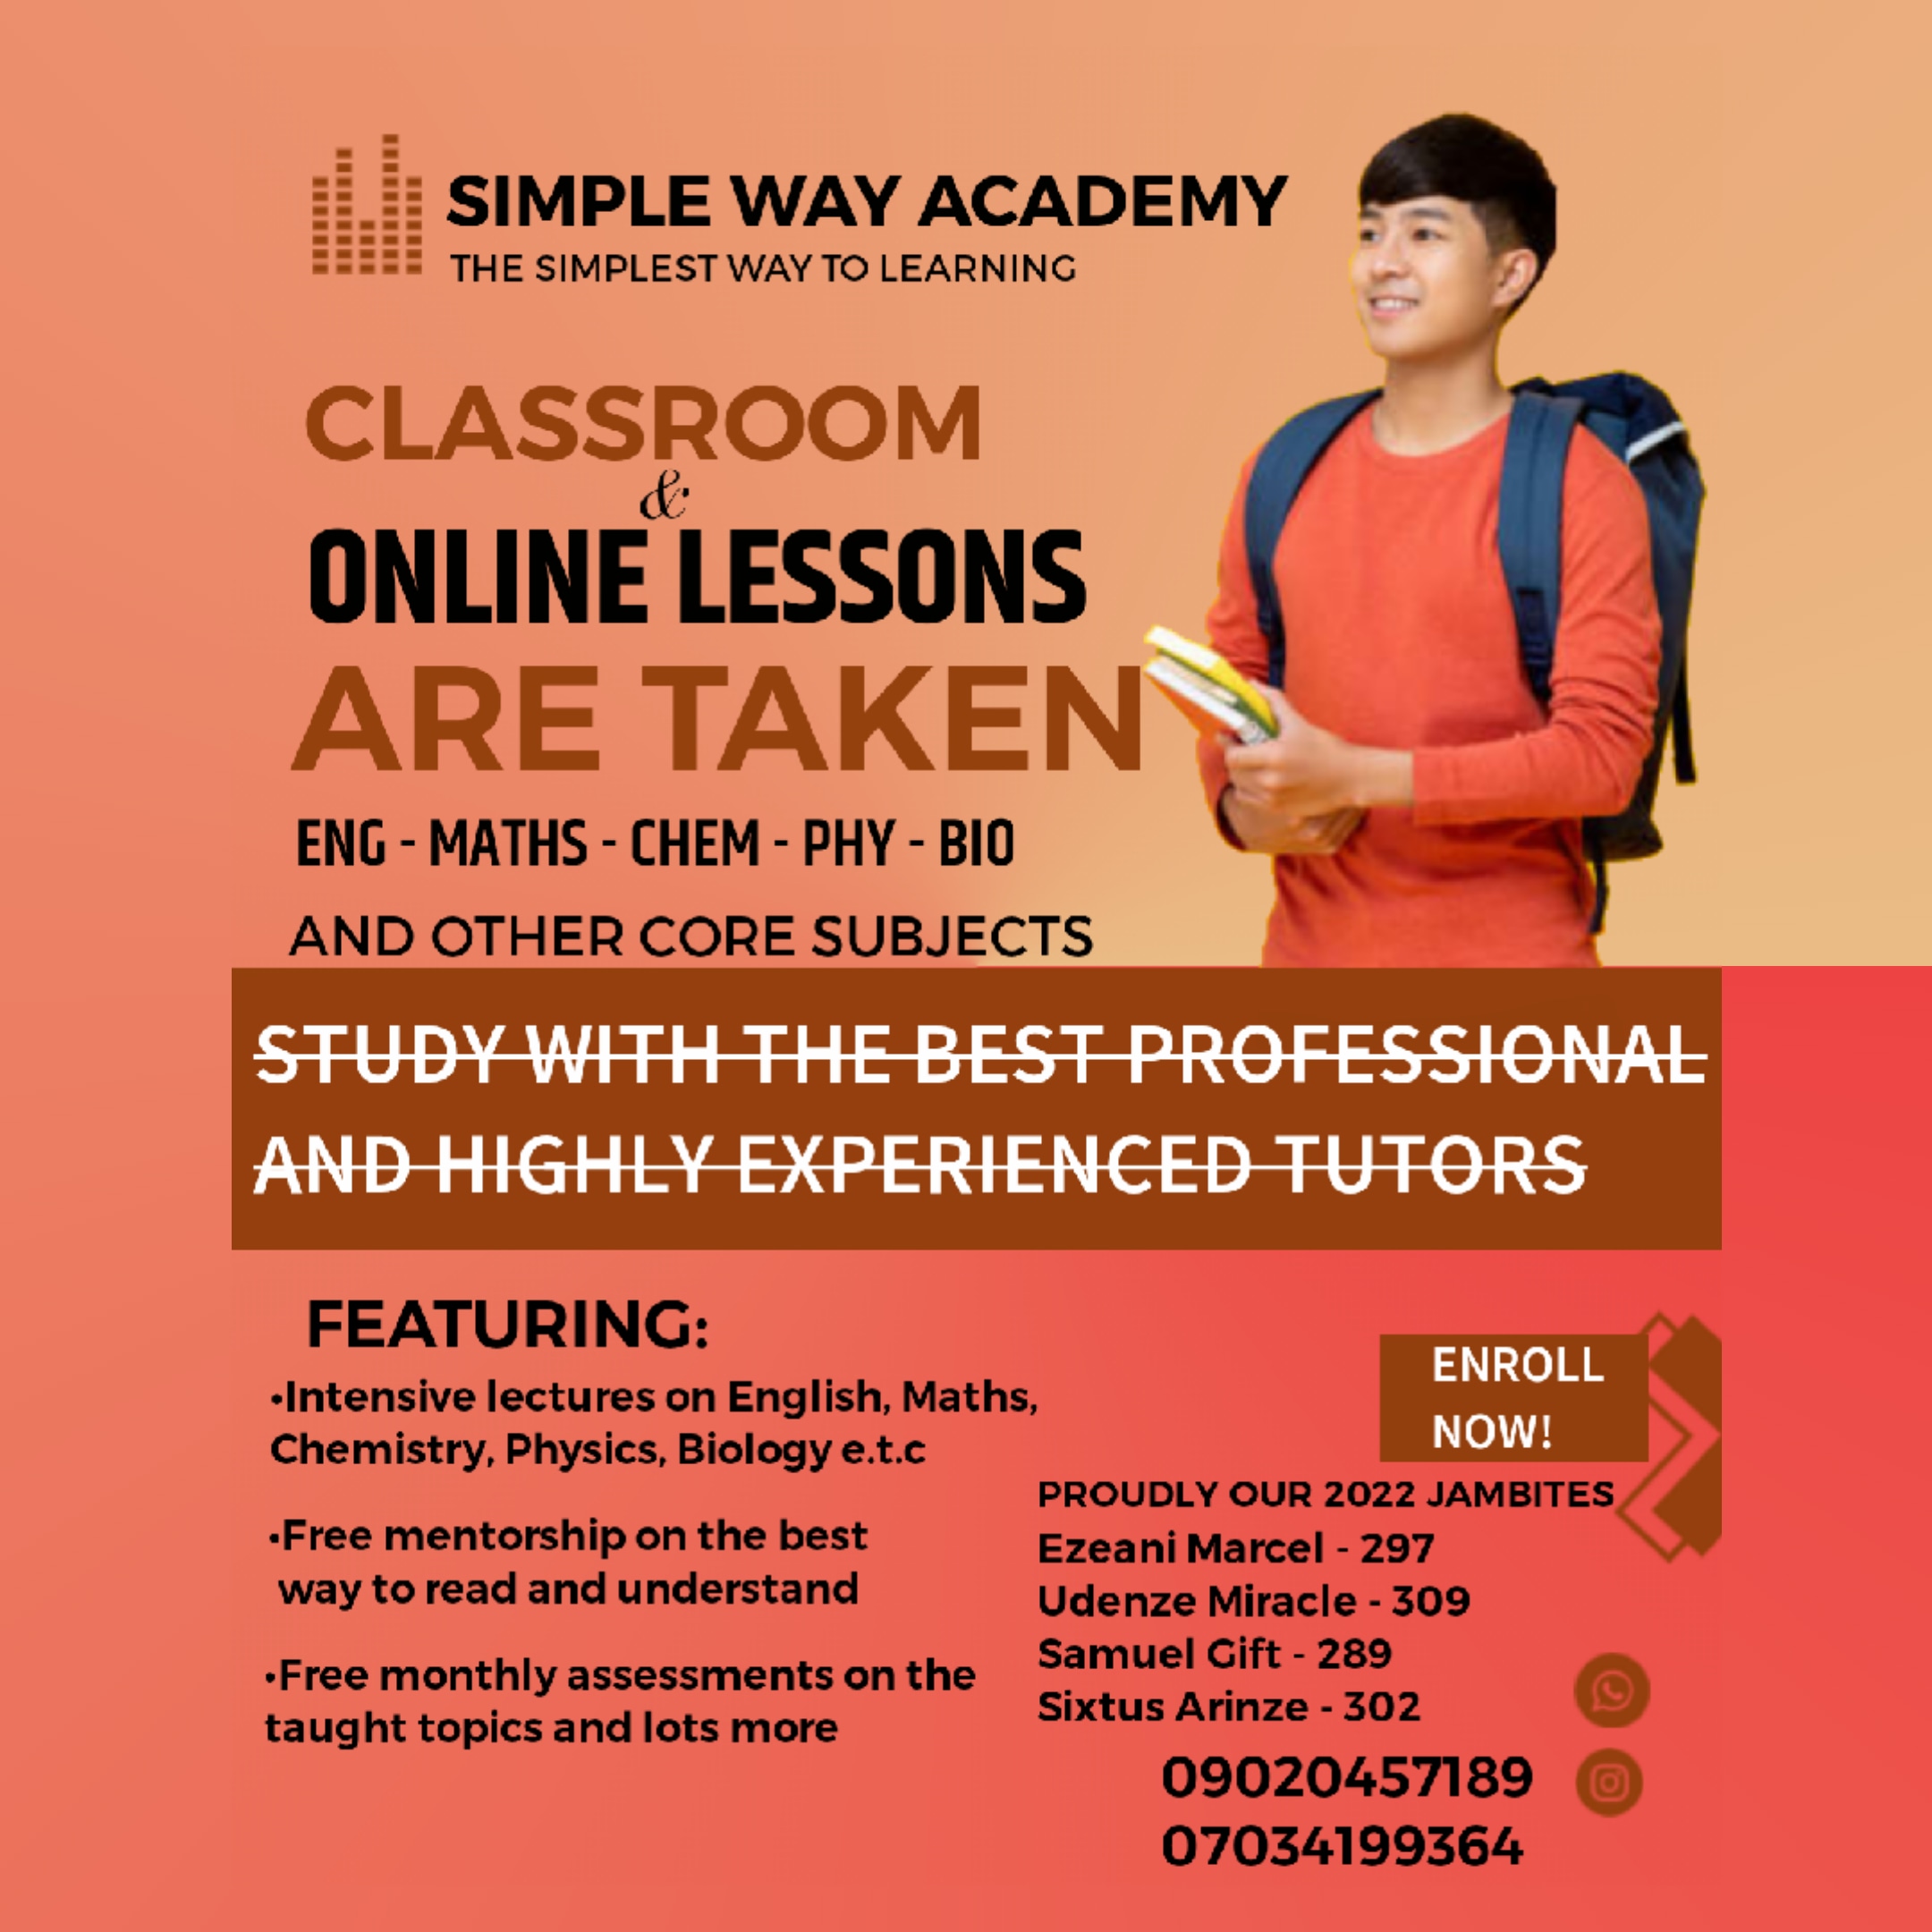 SIMPLE WAY ACADEMY
THE SIMPLEST WAY TO LEARNING
CLASSROOM
&
ONLINE LESSONS
ARE TAKEN
ENG - MATHS - CHEM - PHY - BIO
AND OTHER CORE SUBJECTS
STUDY WITH THE BEST PROFESSIONAL
AND HIGHLY EXPERIENCED TUTORS
FEATURING:
•Intensive lectures on English, Maths,
Chemistry, Physics, Biology e.t.c
•Free mentorship on the best
way to read and understand
•Free monthly assessments on the
taught topics and lots more
ENROLL
NOW!
PROUDLY OUR 2022 JAMBITES
Ezeani Marcel - 297
Udenze Miracle - 309
Samuel Gift - 289
Sixtus Arinze - 302
09020457189
07034199364